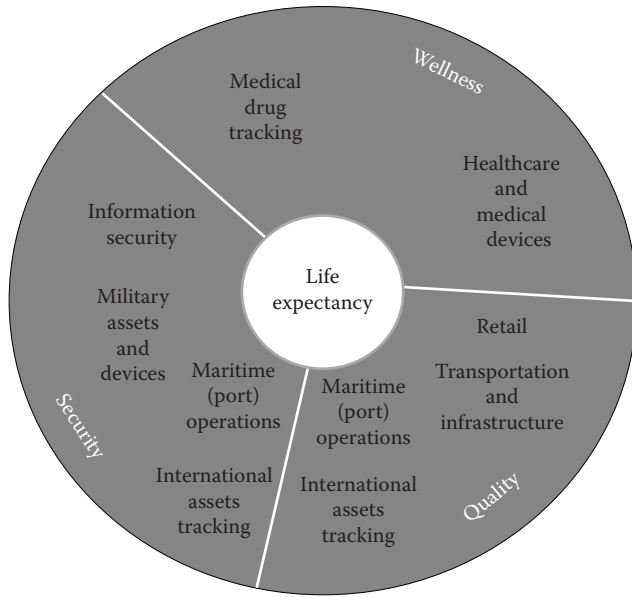 Wellness
Medical
drug
tracking
Healthcare
and
medical
devices
Information
security
Life
expectancy
Military
assets
and
devices
Maritime
(port)
operations
International
assets
tracking
Security
Retail
Transportation and
infrastructure
Maritime
(port)
operations
International
assets
tracking
Quality